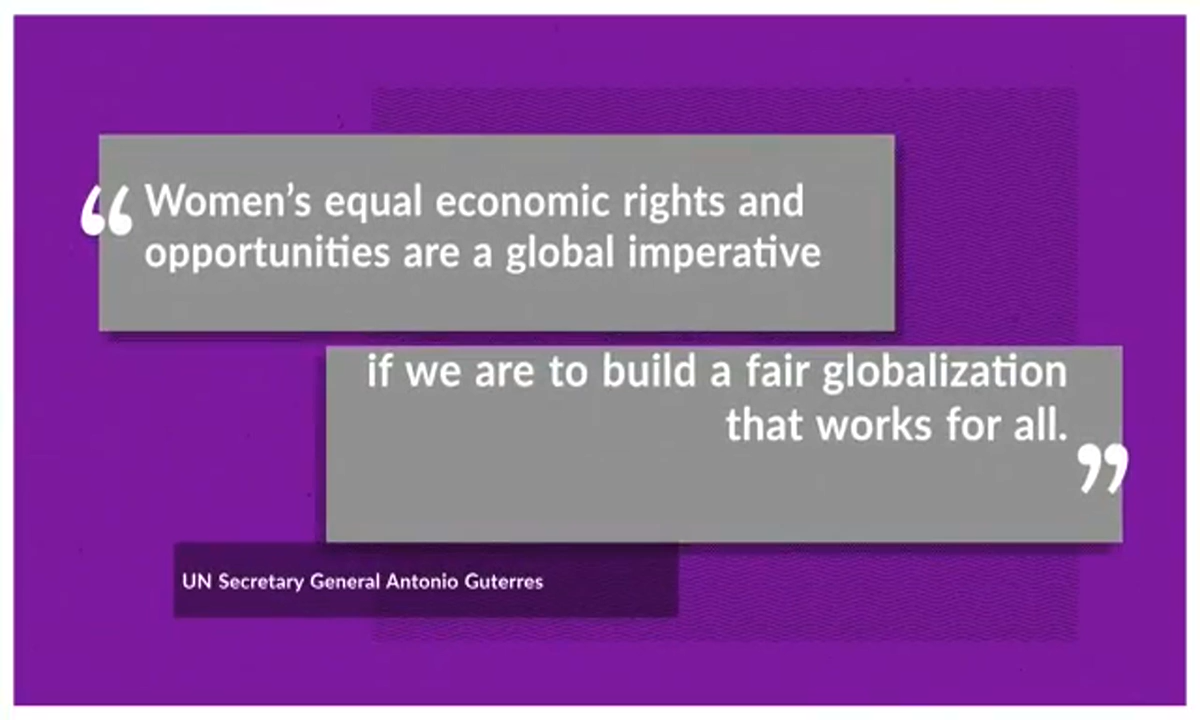 “Women’s equal economic rights and
opportunities are a global imperative
if we are to build a fair globalization
that works for all.”
UN Secretary General Antonio Guterres